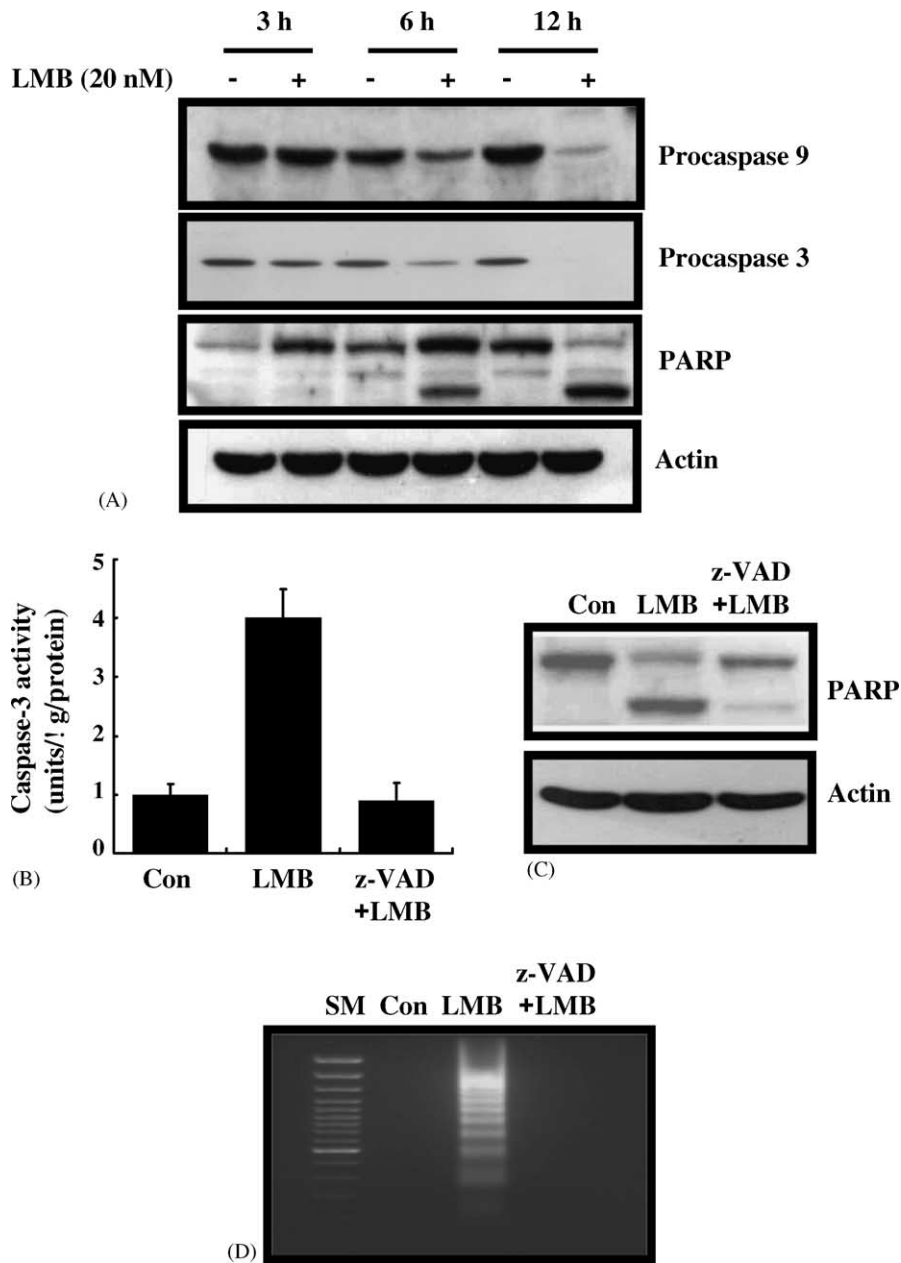 3 h 6 h 12 h
LMB (20 nM) - + - + - +
Procaspase 9
Procaspase 3
PARP
Actin
(A)
Caspase-3 activity
(units/! g/protein)
5
4
3
2
1
0
Con LMB z-VAD
+LMB
(B)
z-VAD
Con LMB +LMB
PARP
Actin
(C)
z-VAD
SM Con LMB +LMB
(D)